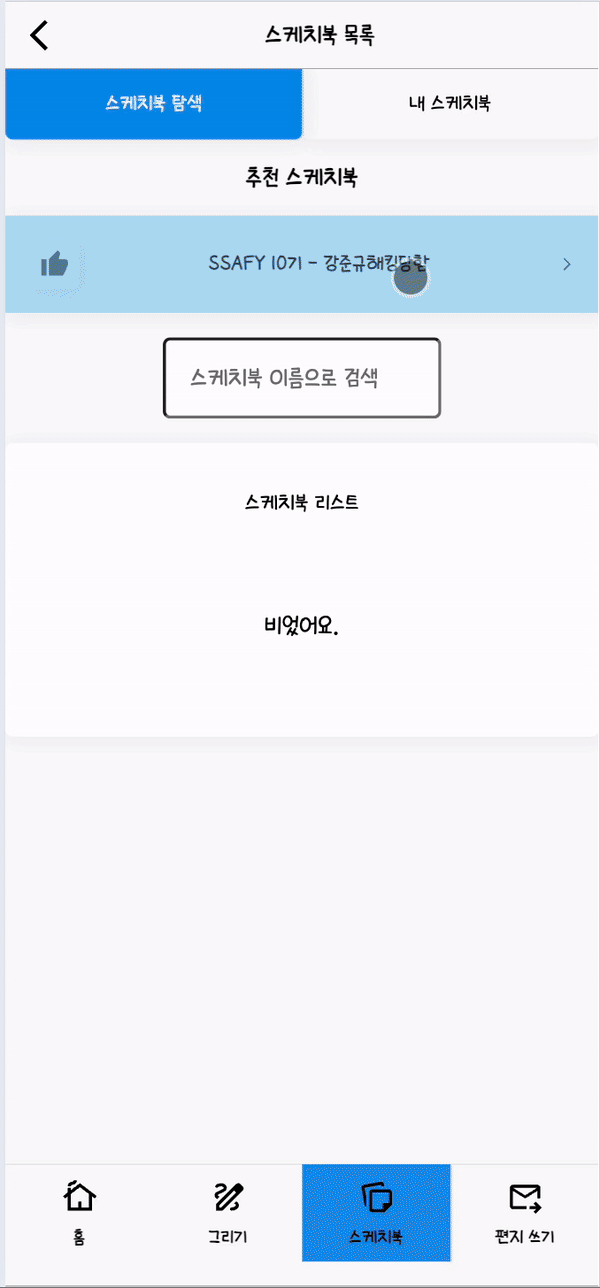 스케치북 목록
스케치북 탐색
내 스케치북
추천 스케치북
SSAFY 10기 - 강준규해킹당함
스케치북 이름으로 검색
스케치북 리스트
비었어요.
홈
그리기
스케치북
편지 쓰기